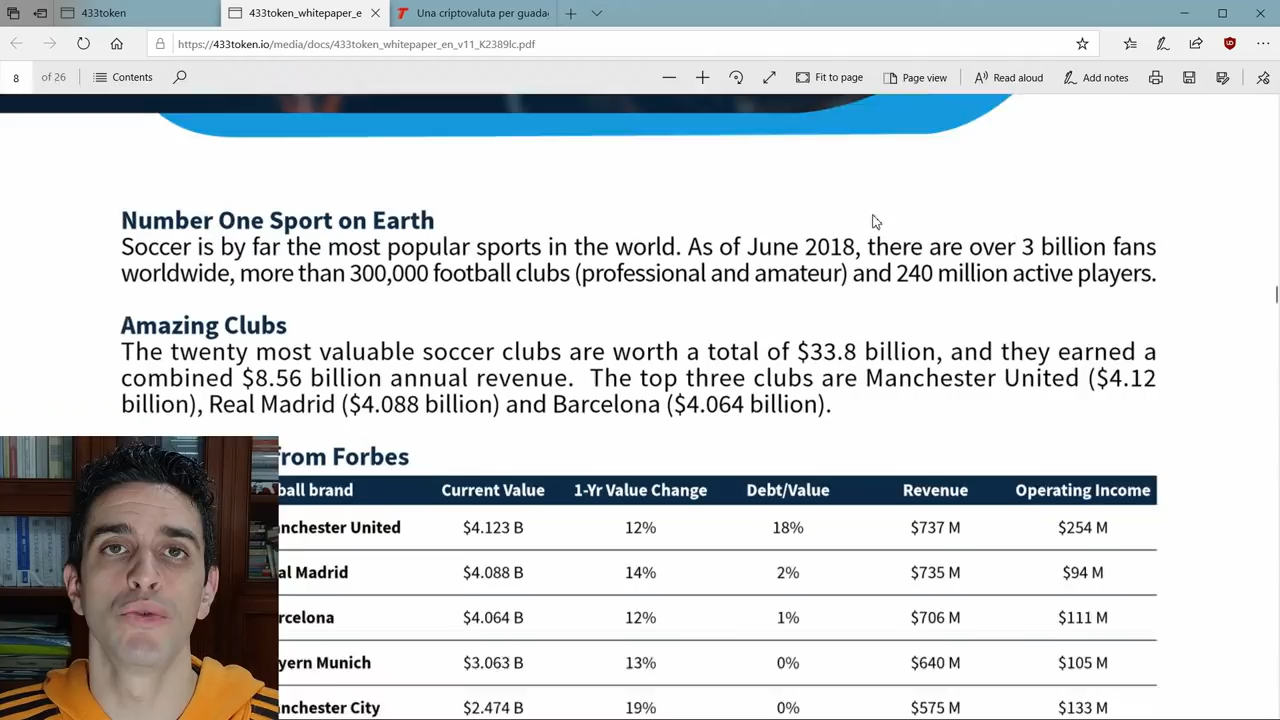 433token
433token_whitepaper_e
Una criptovaluta per guadag
https://433token.io/media/docs/433token_whitepaper_en_v11_K2389lc.pdf
8 of 26 Contents Fit to page Page view Read aloud Add notes
Number One Sport on Earth
Soccer is by far the most popular sports in the world. As of June 2018, there are over 3 billion fans
worldwide, more than 300,000 football clubs (professional and amateur) and 240 million active players.
Amazing Clubs
The twenty most valuable soccer clubs are worth a total of $33.8 billion, and they earned a
combined $8.56 billion annual revenue. The top three clubs are Manchester United ($4.12
billion), Real Madrid ($4.088 billion) and Barcelona ($4.064 billion).
from Forbes
ball brand Current Value 1-Yr Value Change Debt/Value Revenue Operating Income
nchester United $4.123 B 12% 18% $737 M $254 M
al Madrid $4.088 B 14% 2% $735 M $94 M
rcelona $4.064 B 12% 1% $706 M $111 M
yern Munich $3.063 B 13% 0% $640 M $105 M
nchester City $2.474 B 19% 0% $575 M $133 M